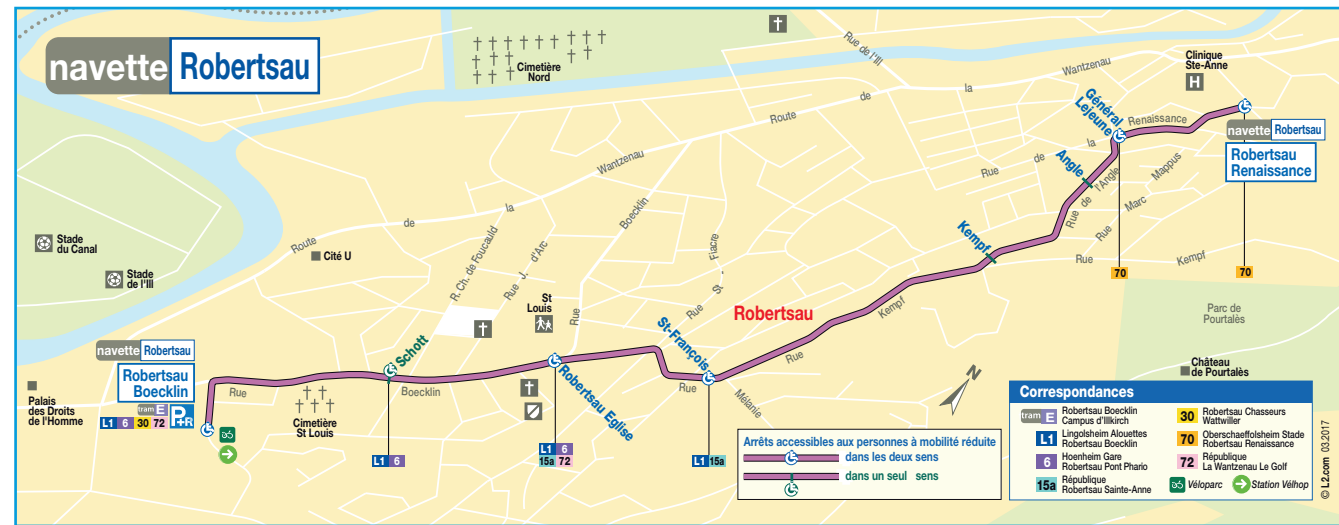 navette Robertsau
Cimetière
Nord
Rue de l'Ill
Route de la Wantzenau
Clinique
Ste-Anne
H
Général
Lejeune
Rue de la Renaissance
navette Robertsau
Robertsau
Renaissance
Angle
Rue de l'Angle
Rue Marc Mappus
Kempf
Rue Kempf
70
70
Parc de
Pourtalès
Château
de Pourtalès
Stade
du Canal
Stade
de l'Ill
Route de la Wantzenau
Cité U
R. Ch. de Foucauld
Rue J. d'Arc
Rue Boecklin
St
Louis
Rue St - Fiacre
Robertsau
St-François
Rue Kempf
Rue Mélanie
Schott
Robertsau Eglise
navette Robertsau
Robertsau
Boecklin
tram E
P+R
L1 6 30 72
Palais
des Droits
de l'Homme
Rue Boecklin
Cimetière
St Louis
L1 6
L1 6
15a 72
L1 15a
N
Arrêts accessibles aux personnes à mobilité réduite
dans les deux sens
dans un seul sens
Correspondances
tram E Robertsau Boecklin
Campus d'Illkirch
L1 Lingolsheim Alouettes
Robertsau Boecklin
6 Hoenheim Gare
Robertsau Pont Phario
15a République
Robertsau Sainte-Anne
30 Robertsau Chasseurs
Wattwiller
70 Oberschaeffolsheim Stade
Robertsau Renaissance
72 République
La Wantzenau Le Golf
Véloparc
Station Vélhop
© L2.com 03.2017